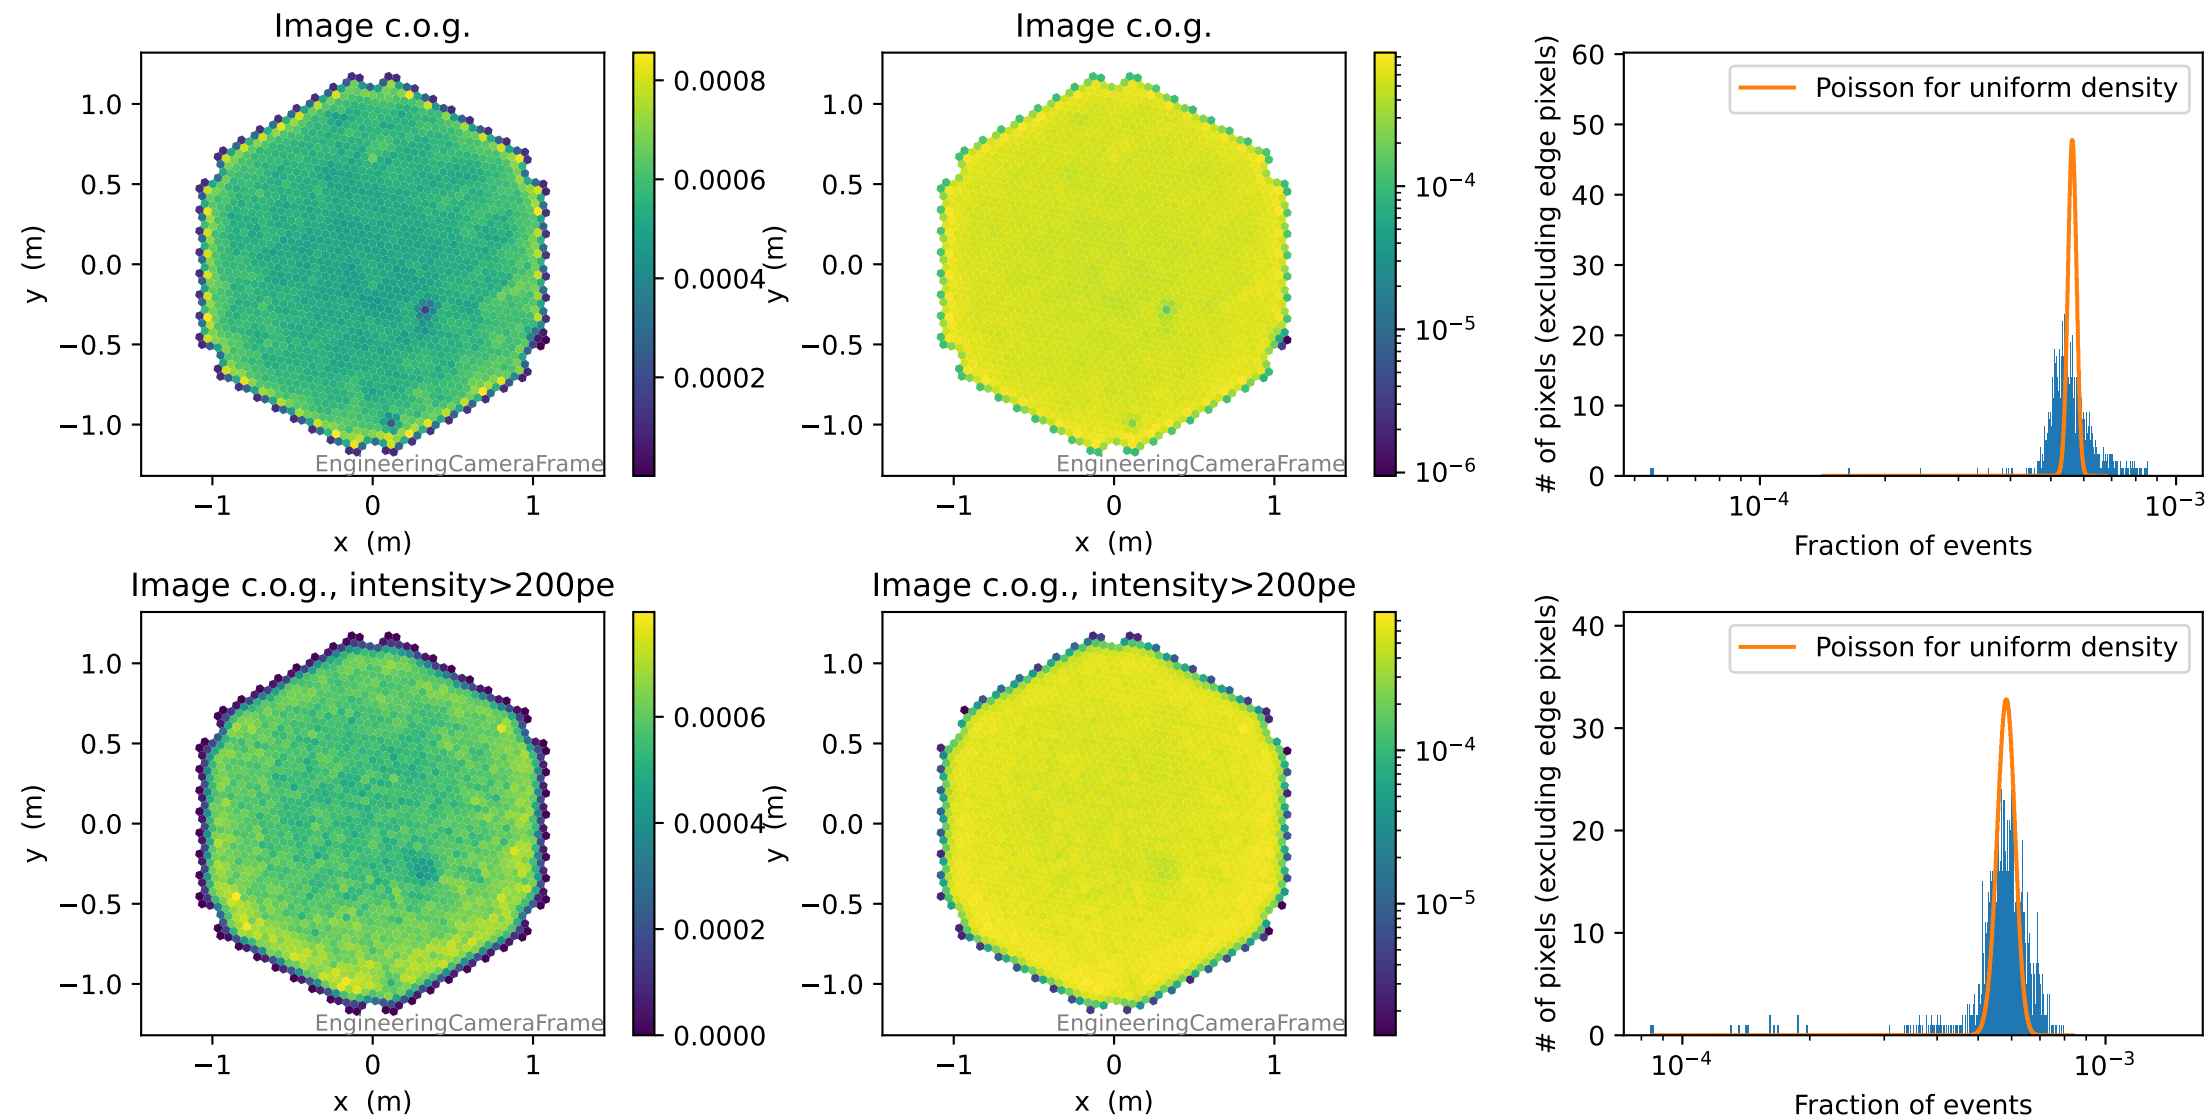 Image c.o.g.
1.0
0.5
0.0
−0.5
−1.0
y (m)
−1
0
1
x (m)
EngineeringCameraFrame
0.0008
0.0006
0.0004
0.0002
Image c.o.g.
1.0
0.5
0.0
−0.5
−1.0
y (m)
−1
0
1
x (m)
EngineeringCameraFrame
10⁻⁴
10⁻⁵
10⁻⁶
60
50
40
30
20
10
0
# of pixels (excluding edge pixels)
Poisson for uniform density
10⁻⁴
10⁻³
Fraction of events
Image c.o.g., intensity>200pe
1.0
0.5
0.0
−0.5
−1.0
y (m)
−1
0
1
x (m)
EngineeringCameraFrame
0.0006
0.0004
0.0002
0.0000
Image c.o.g., intensity>200pe
1.0
0.5
0.0
−0.5
−1.0
y (m)
−1
0
1
x (m)
EngineeringCameraFrame
10⁻⁴
10⁻⁵
40
30
20
10
0
# of pixels (excluding edge pixels)
Poisson for uniform density
10⁻⁴
10⁻³
Fraction of events